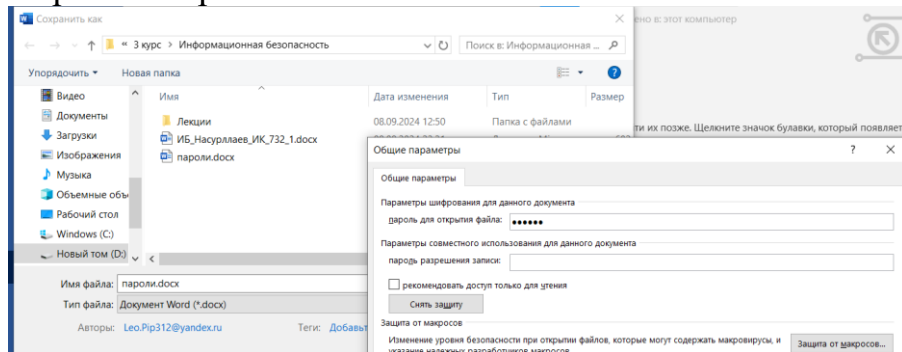 Сохранить как
ено в: этот компьютер
« 3 курс > Информационная безопасность
Поиск в: Информационная ...
Упорядочить
Новая папка
Видео
Документы
Загрузки
Изображения
Музыка
Объемные объ
Рабочий стол
Windows (C:)
Новый том (D:)
Имя
Дата изменения
Тип
Размер
Лекции
08.09.2024 12:50
Папка с файлами
ИБ_Насурллаев_ИК_732_1.docx
пароли.docx
ти их позже. Щелкните значок булавки, который появляет
Имя файла: пароли.docx
Тип файла: Документ Word (*.docx)
Авторы: Leo.Pip312@yandex.ru
Теги: Добавьт
Общие параметры
?
Общие параметры
Параметры шифрования для данного документа
пароль для открытия файла: ••••••
Параметры совместного использования для данного документа
пароль разрешения записи:
рекомендовать доступ только для чтения
Снять защиту
Защита от макросов
Изменение уровня безопасности при открытии файлов, которые могут содержать макровирусы, и
указание надежных разработчиков макросов.
Защита от макросов...